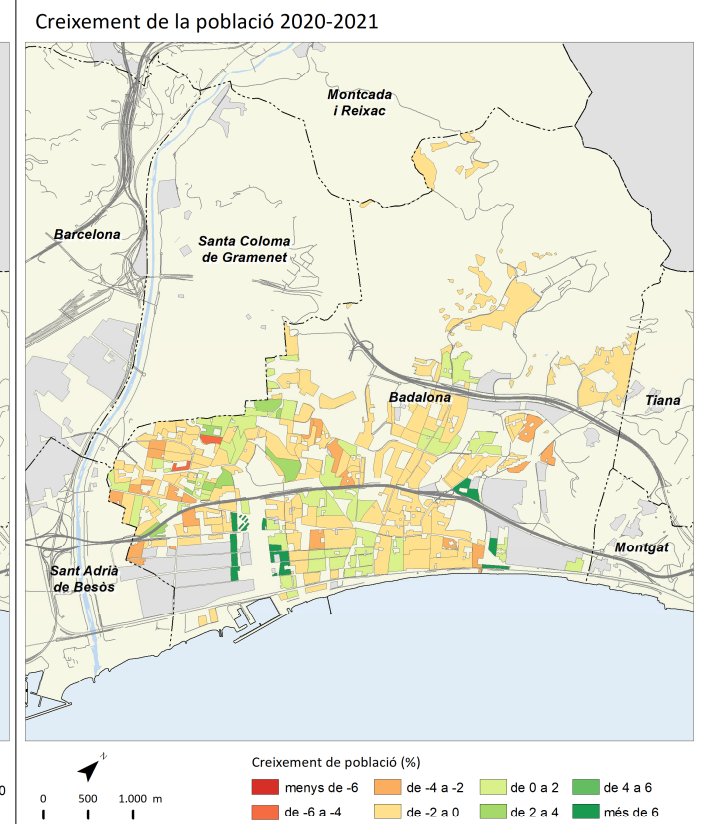 Creixement de la població 2020-2021
Montcada
i Reixac
Barcelona
Santa Coloma
de Gramenet
Badalona
Tiana
Montgat
Sant Adrià
de Besòs
N
0
0 500 1.000 m
Creixement de població (%)
menys de -6
de -4 a -2
de 0 a 2
de 4 a 6
de -6 a -4
de -2 a 0
de 2 a 4
més de 6